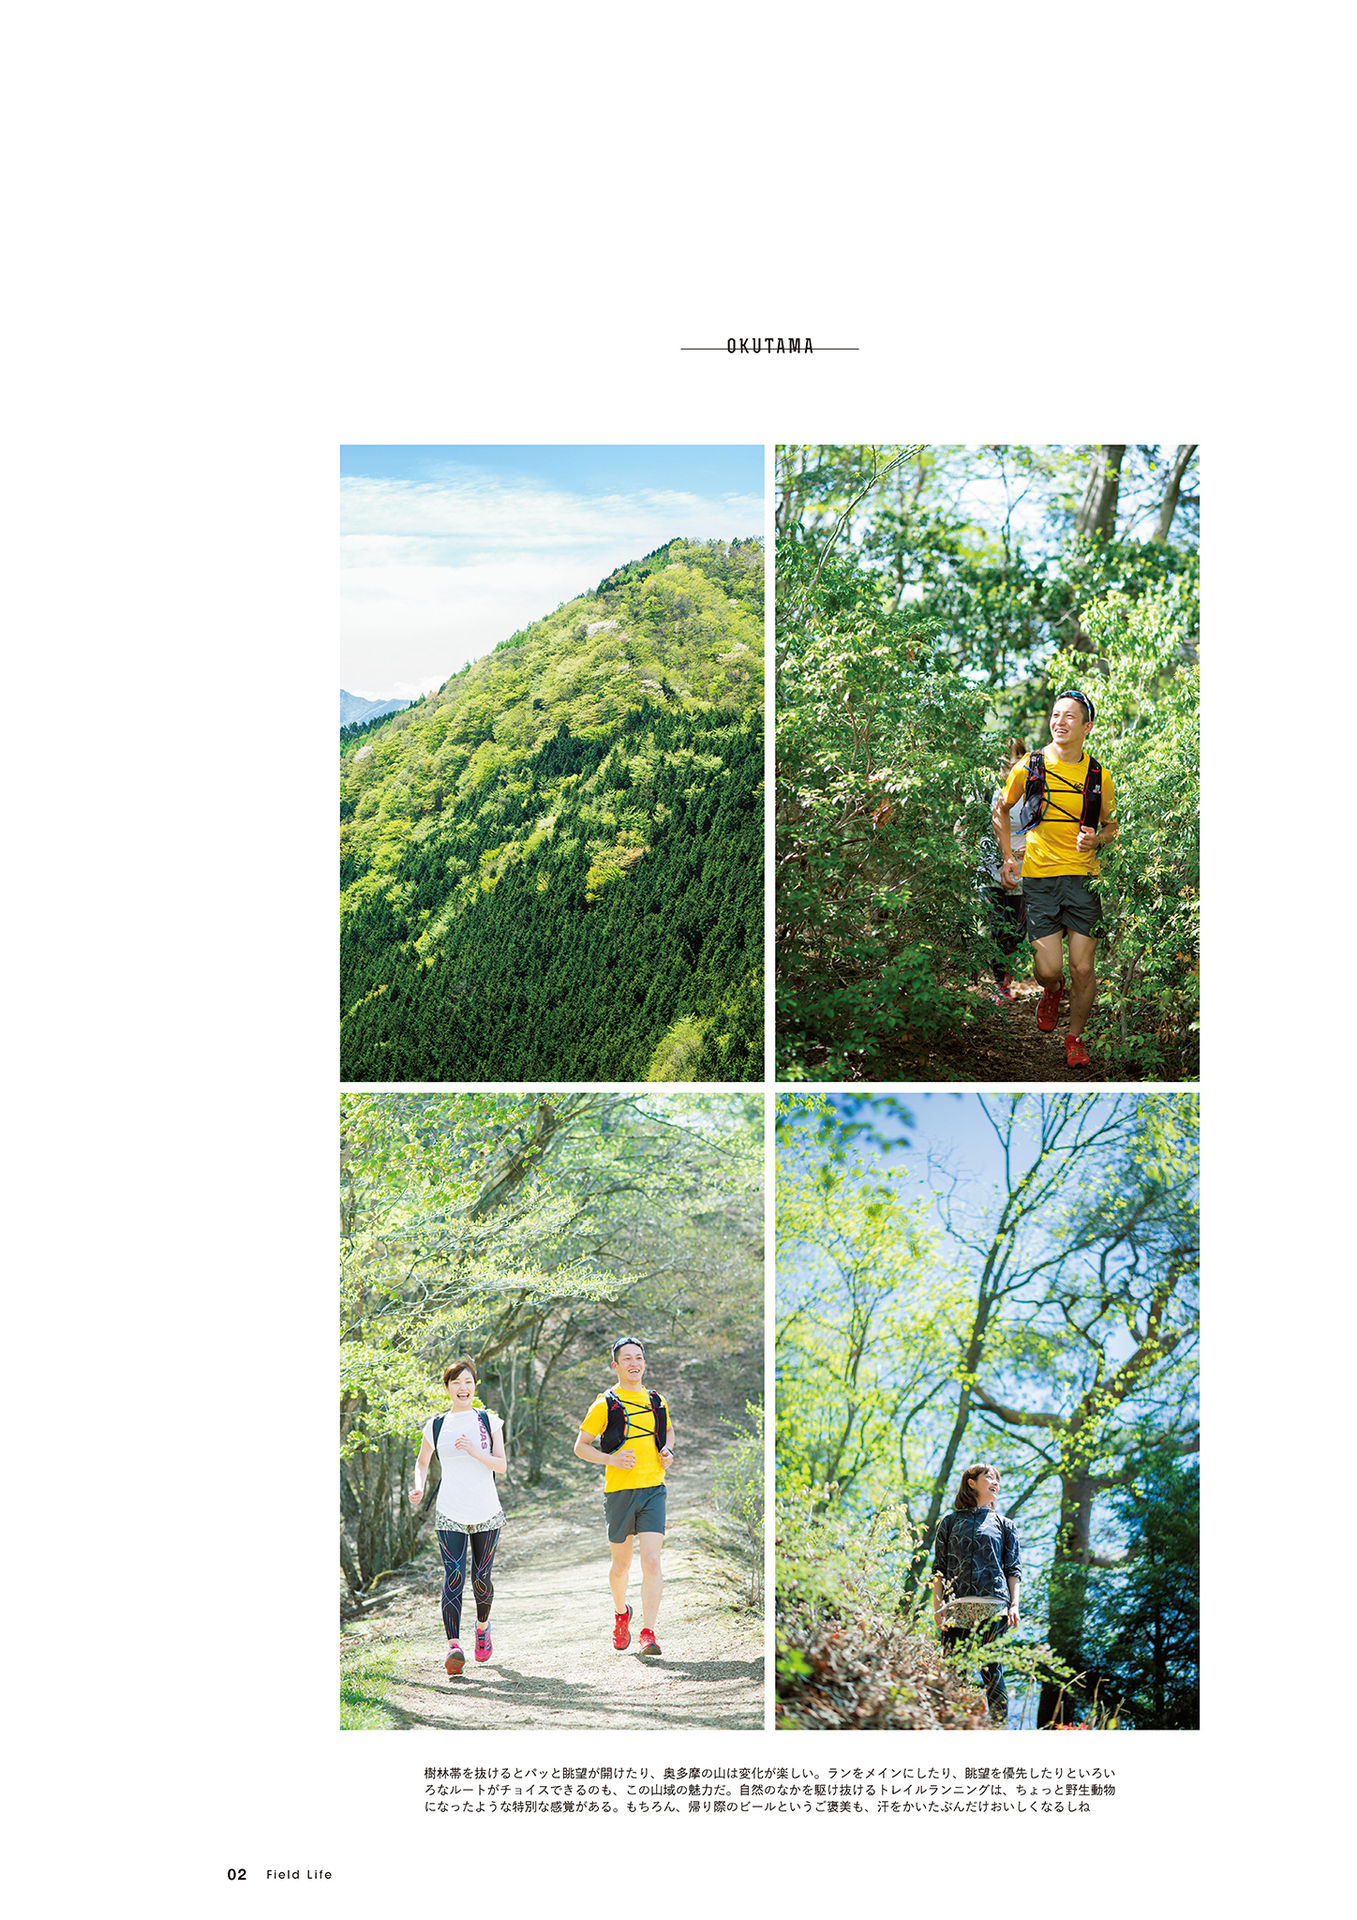 OKUTAMA
樹林帯を抜けるとパッと眺望が開けたり、奥多摩の山は変化が楽しい。ランをメインにしたり、眺望を優先したりといろい
ろなルートがチョイスできるのも、この山域の魅力だ。自然のなかを駆け抜けるトレイルランニングは、ちょっと野生動物
になったような特別な感覚がある。もちろん、帰り際のビールというご褒美も、汗をかいたぶんだけおいしくなるしね
02 Field Life